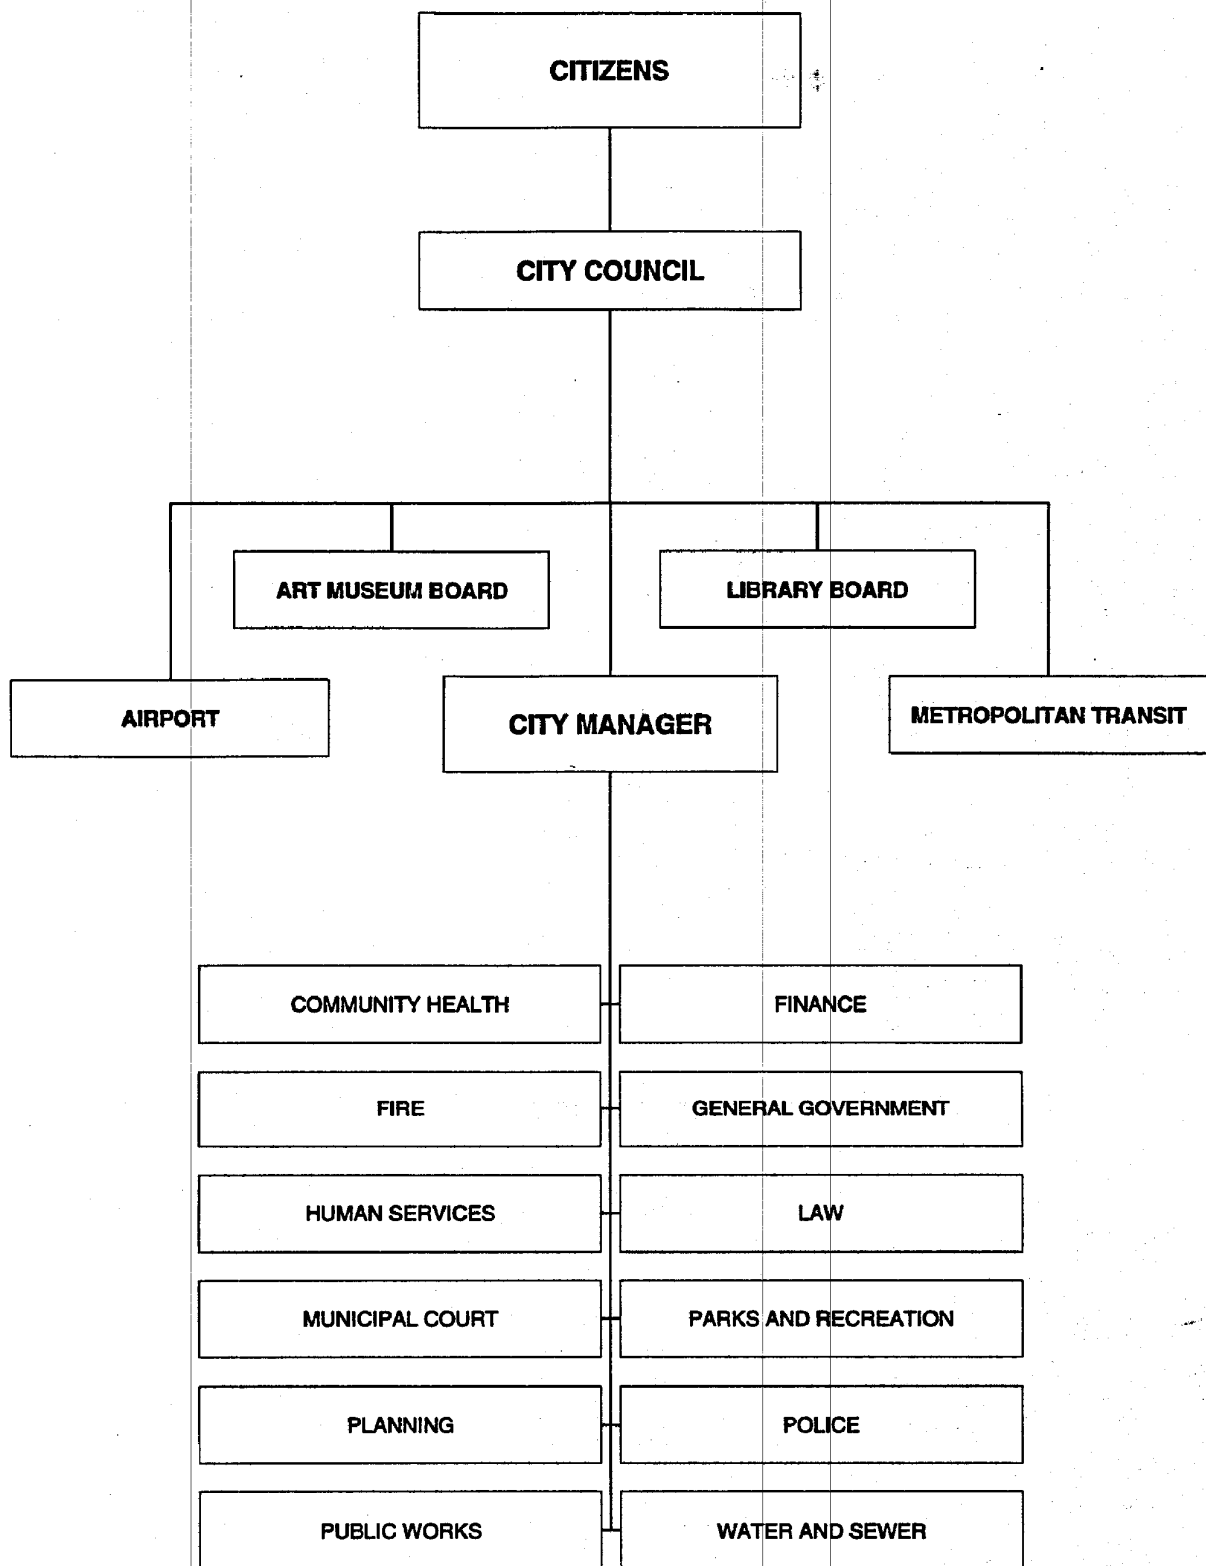 CITIZENS
CITY COUNCIL
ART MUSEUM BOARD
LIBRARY BOARD
AIRPORT
CITY MANAGER
METROPOLITAN TRANSIT
COMMUNITY HEALTH
FINANCE
FIRE
GENERAL GOVERNMENT
HUMAN SERVICES
LAW
MUNICIPAL COURT
PARKS AND RECREATION
PLANNING
POLICE
PUBLIC WORKS
WATER AND SEWER